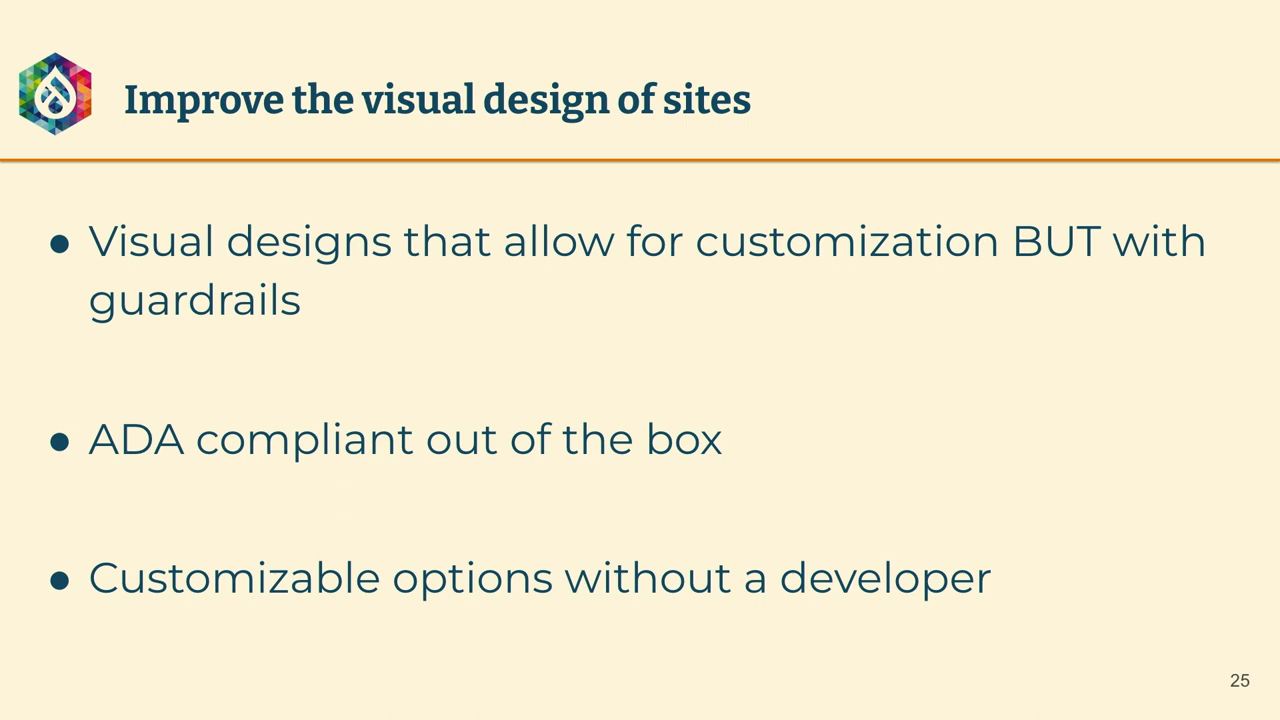 Improve the visual design of sites
● Visual designs that allow for customization BUT with
guardrails
● ADA compliant out of the box
● Customizable options without a developer
25